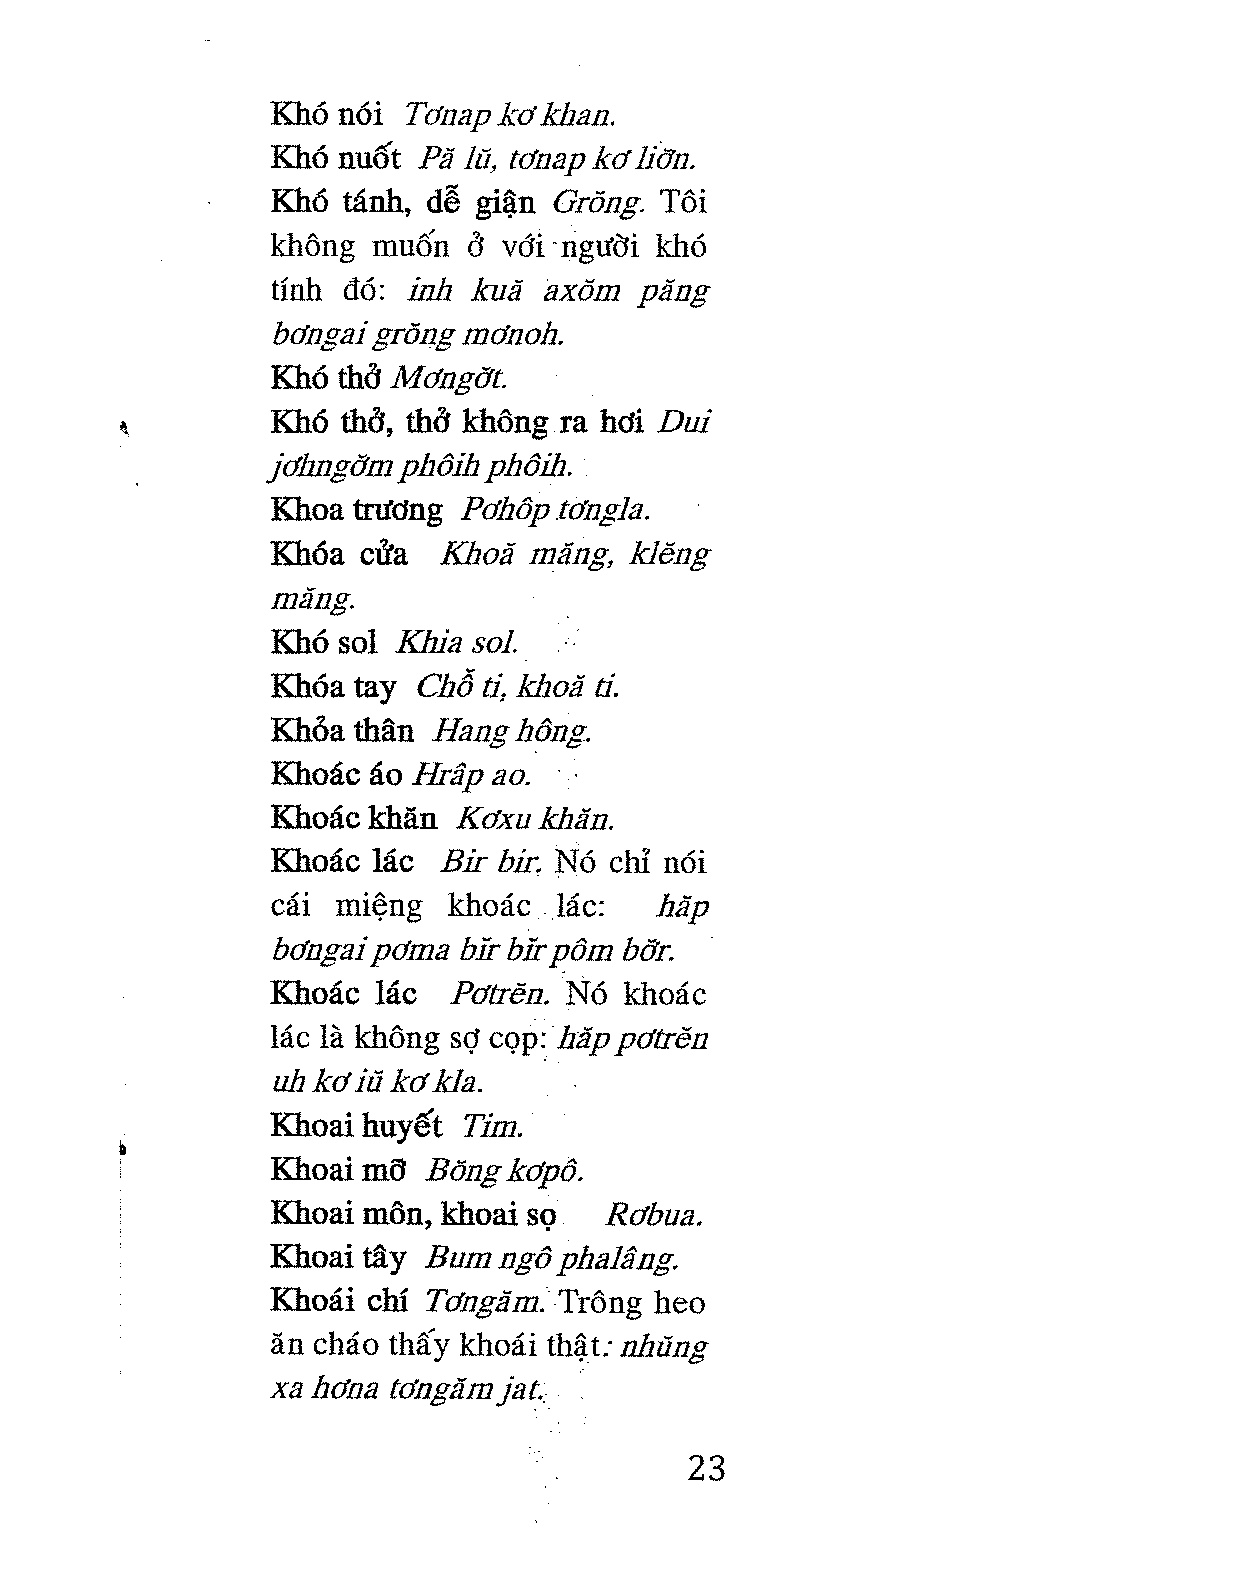 Khó nói Tơnap kơ khan.
Khó nuốt Pă lŭ, tơnap kơ liơ̆n.
Khó tánh, dễ giận Grŏng. Tôi
không muốn ở với người khó
tính đó: inh kuă axŏm păng
bơngai grŏng mơnoh.
Khó thở Mơngơ̆t.
Khó thở, thở không ra hơi Dui
jơhngơ̆m phôih phôih.
Khoa trương Pơhôp tơngla.
Khóa cửa Khoă măng, klĕng
măng.
Khó sol Khia sol.
Khóa tay Chô̆ ti, khoă ti.
Khỏa thân Hang hông.
Khoác áo Hrâp ao.
Khoác khăn Kơxu khăn.
Khoác lác Bir bir. Nó chỉ nói
cái miệng khoác lác: hăp
bơngai pơma bĭr bĭr pôm bơ̆r.
Khoác lác Pơtrĕn. Nó khoác
lác là không sợ cọp: hăp pơtrĕn
uh kơ iŭ kơ kla.
Khoai huyết Tim.
Khoai mỡ Bŏng kơpô.
Khoai môn, khoai sọ Rơbua.
Khoai tây Bum ngô phalâng.
Khoái chí Tơngăm. Trông heo
ăn cháo thấy khoái thật: nhŭng
xa hơna tơngăm jat.
23